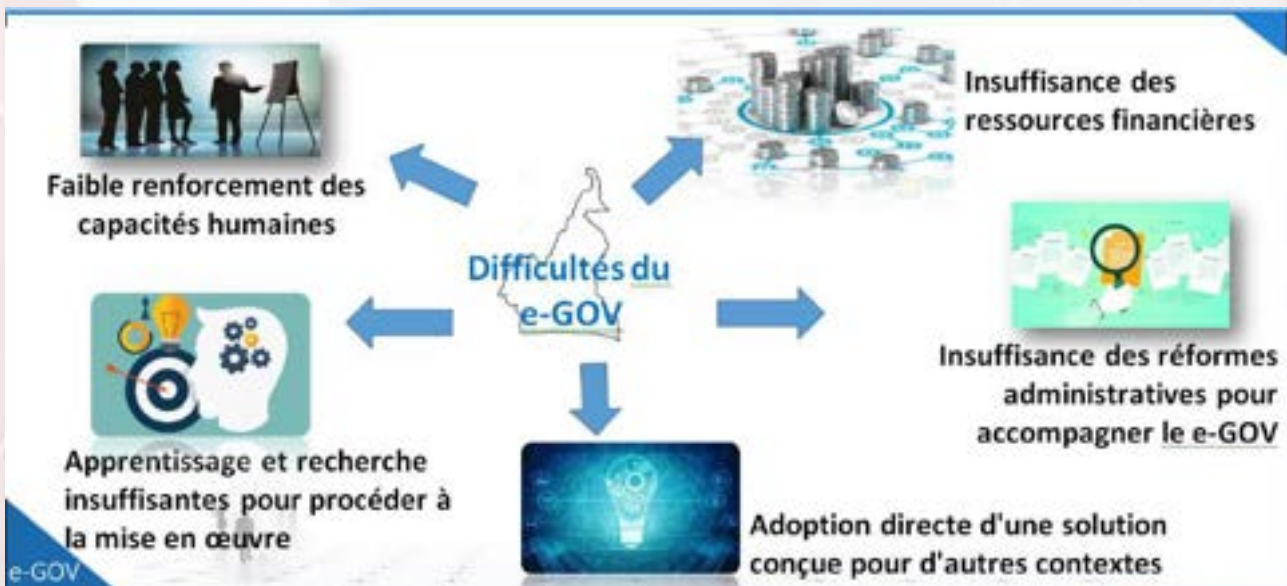 Faible renforcement des
capacités humaines
Insuffisance des
ressources financières
Difficultés du
e-GOV
Insuffisance des réformes
administratives pour
accompagner le e-GOV
Apprentissage et recherche
insuffisantes pour procéder à
la mise en œuvre
Adoption directe d'une solution
conçue pour d'autres contextes
e-GOV